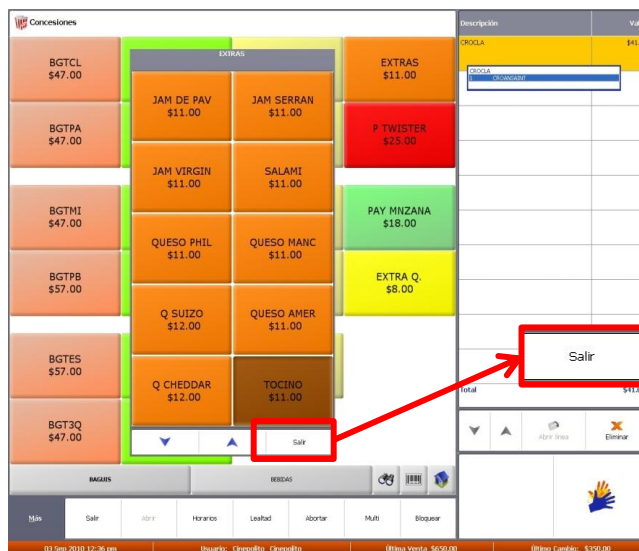 Concesiones
Descripción
Val
BGTCL
$47.00
BGTPA
$47.00
BGTMI
$47.00
BGTPB
$57.00
BGTES
$57.00
BGT3Q
$47.00
EXTRAS
JAM DE PAV
$11.00
JAM SERRAN
$11.00
JAM VIRGIN
$11.00
SALAMI
$11.00
QUESO PHIL
$11.00
QUESO MANC
$11.00
Q SUIZO
$12.00
QUESO AMER
$11.00
Q CHEDDAR
$12.00
TOCINO
$11.00
Salir
EXTRAS
$11.00
P TWISTER
$25.00
PAY MNZANA
$18.00
EXTRA Q.
$8.00
CROCLA
$41.
CROCLA
CROANSAINT
Salir
Total
$41.0
Abrir línea
Eliminar
BAGUIS
BEBIDAS
Más
Salir
Abrir
Horarios
Lealtad
Abortar
Multi
Bloquear
03 Sep 2010 12:36 pm
Usuario: Cinepolito Cinepolito
Última Venta $650.00
Último Cambio: $350.00